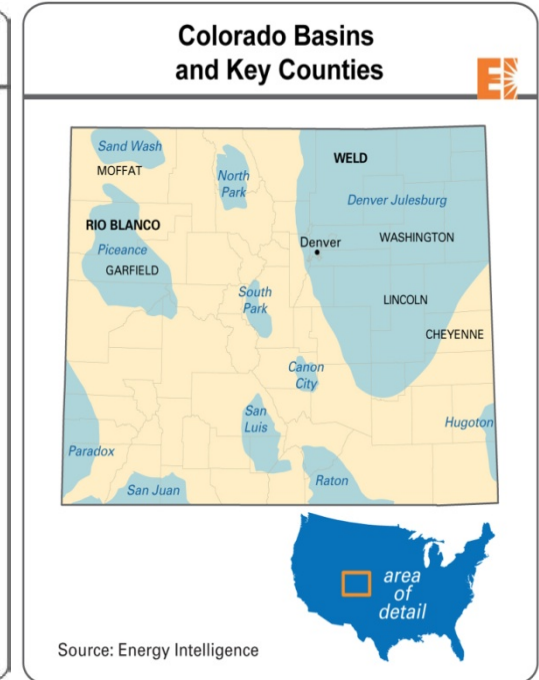 Colorado Basins
and Key Counties
E
Sand Wash
MOFFAT
North
Park
WELD
Denver Julesburg
RIO BLANCO
Piceance
GARFIELD
Denver
WASHINGTON
South
Park
LINCOLN
CHEYENNE
Canon
City
San
Luis
Hugoton
Paradox
San Juan
Raton
area
of
detail
Source: Energy Intelligence